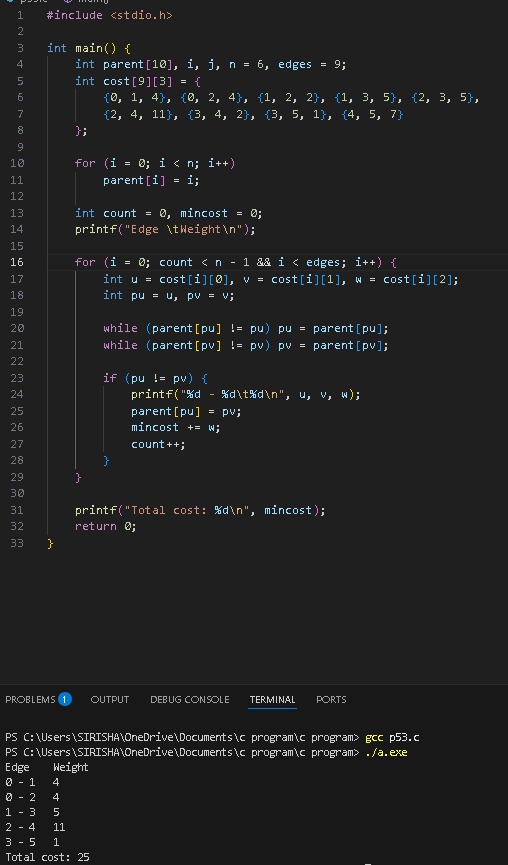 1 #include <stdio.h>
2
3 int main() {
4 int parent[10], i, j, n = 6, edges = 9;
5 int cost[9][3] = {
6 {0, 1, 4}, {0, 2, 4}, {1, 2, 2}, {1, 3, 5}, {2, 3, 5},
7 {2, 4, 11}, {3, 4, 2}, {3, 5, 1}, {4, 5, 7}
8 };
9
10 for (i = 0; i < n; i++)
11 parent[i] = i;
12
13 int count = 0, mincost = 0;
14 printf("Edge \tWeight\n");
15
16 for (i = 0; count < n - 1 && i < edges; i++) {
17 int u = cost[i][0], v = cost[i][1], w = cost[i][2];
18 int pu = u, pv = v;
19
20 while (parent[pu] != pu) pu = parent[pu];
21 while (parent[pv] != pv) pv = parent[pv];
22
23 if (pu != pv) {
24 printf("%d - %d\t%d\n", u, v, w);
25 parent[pu] = pv;
26 mincost += w;
27 count++;
28 }
29 }
30
31 printf("Total cost: %d\n", mincost);
32 return 0;
33 }
PROBLEMS 1 OUTPUT DEBUG CONSOLE TERMINAL PORTS
PS C:\Users\SIRISHA\OneDrive\Documents\c program\c program> gcc p53.c
PS C:\Users\SIRISHA\OneDrive\Documents\c program\c program> ./a.exe
Edge Weight
0 - 1 4
0 - 2 4
1 - 3 5
2 - 4 11
3 - 5 1
Total cost: 25